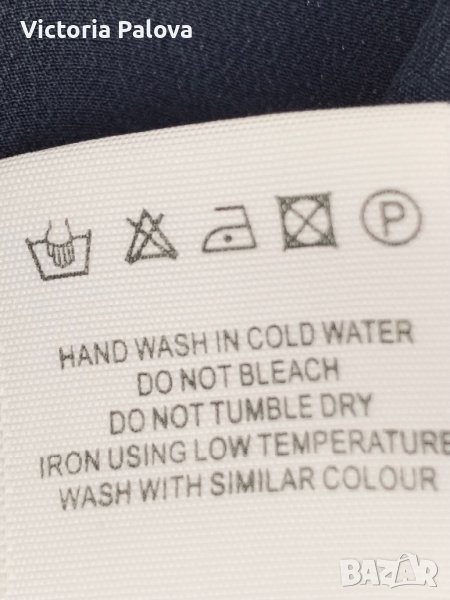 Victoria Palova
P
HAND WASH IN COLD WATER
DO NOT BLEACH
DO NOT TUMBLE DRY
IRON USING LOW TEMPERATURE
WASH WITH SIMILAR COLOUR
BAZAR